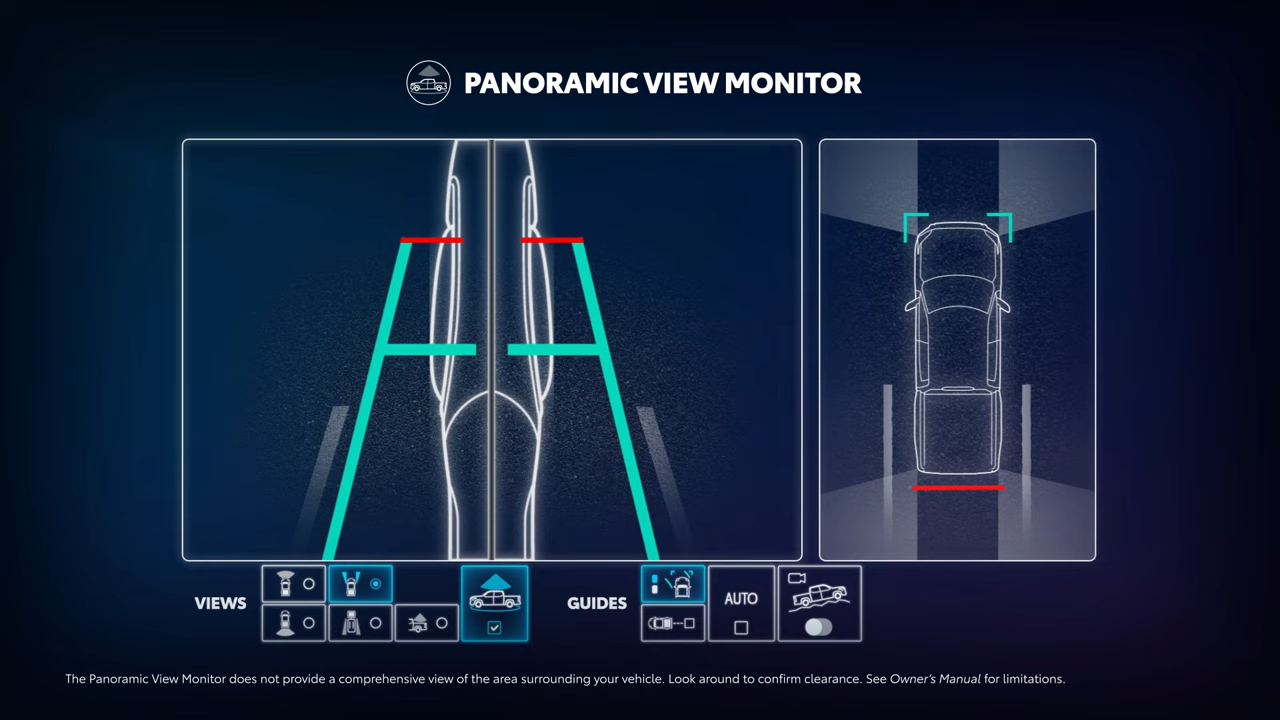 PANORAMIC VIEW MONITOR
VIEWS
GUIDES
AUTO
The Panoramic View Monitor does not provide a comprehensive view of the area surrounding your vehicle. Look around to confirm clearance. See Owner's Manual for limitations.